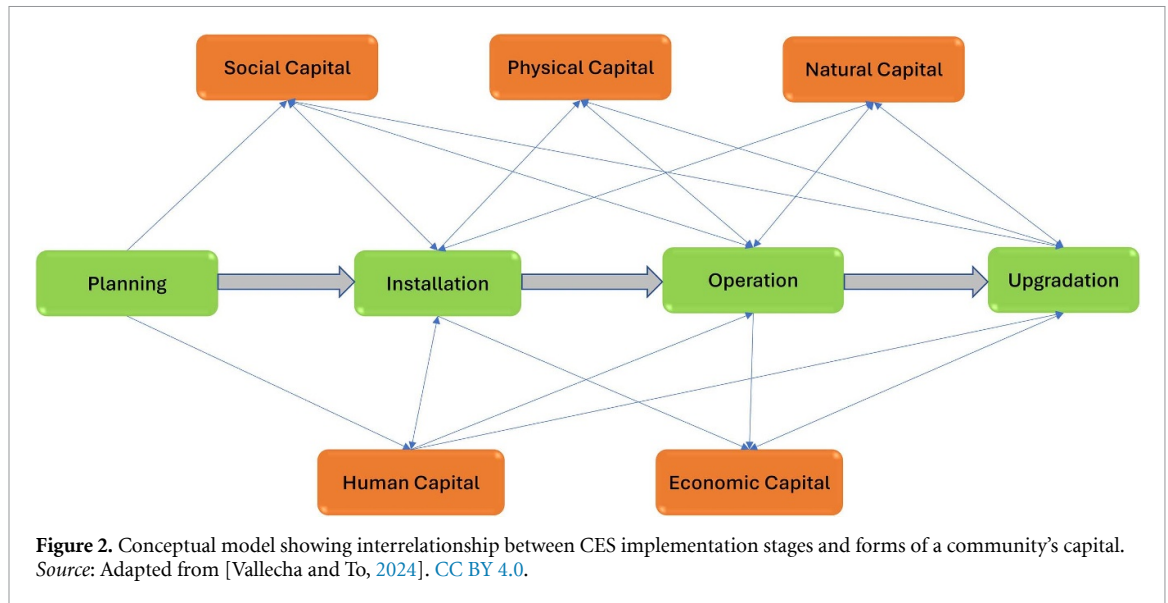 Social Capital
Physical Capital
Natural Capital
Planning
Installation
Operation
Upgradation
Human Capital
Economic Capital
Figure 2. Conceptual model showing interrelationship between CES implementation stages and forms of a community’s capital.
Source: Adapted from [Vallecha and To, 2024]. CC BY 4.0.